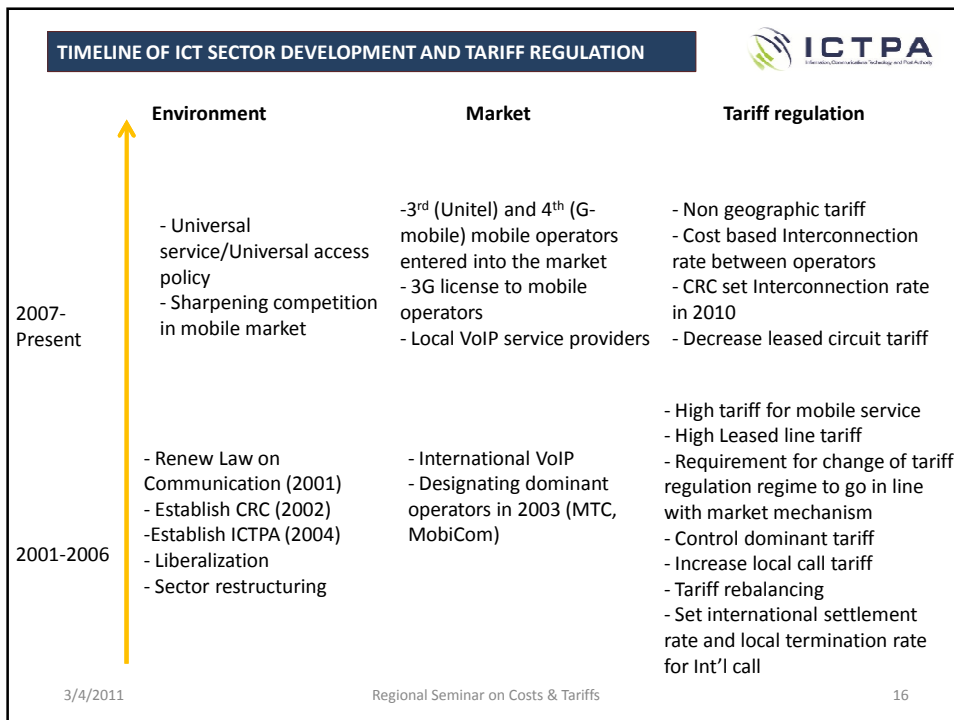 TIMELINE OF ICT SECTOR DEVELOPMENT AND TARIFF REGULATION
ICTPA
Information, Communications Technology and Post Authority
Environment
Market
Tariff regulation
2007-
Present
- Universal
service/Universal access
policy
- Sharpening competition
in mobile market
-3rd (Unitel) and 4th (G-
mobile) mobile operators
entered into the market
- 3G license to mobile
operators
- Local VoIP service providers
- Non geographic tariff
- Cost based Interconnection
rate between operators
- CRC set Interconnection rate
in 2010
- Decrease leased circuit tariff
2001-2006
- Renew Law on
Communication (2001)
- Establish CRC (2002)
-Establish ICTPA (2004)
- Liberalization
- Sector restructuring
- International VoIP
- Designating dominant
operators in 2003 (MTC,
MobiCom)
- High tariff for mobile service
- High Leased line tariff
- Requirement for change of tariff
regulation regime to go in line
with market mechanism
- Control dominant tariff
- Increase local call tariff
- Tariff rebalancing
- Set international settlement
rate and local termination rate
for Int'l call
3/4/2011
Regional Seminar on Costs & Tariffs
16